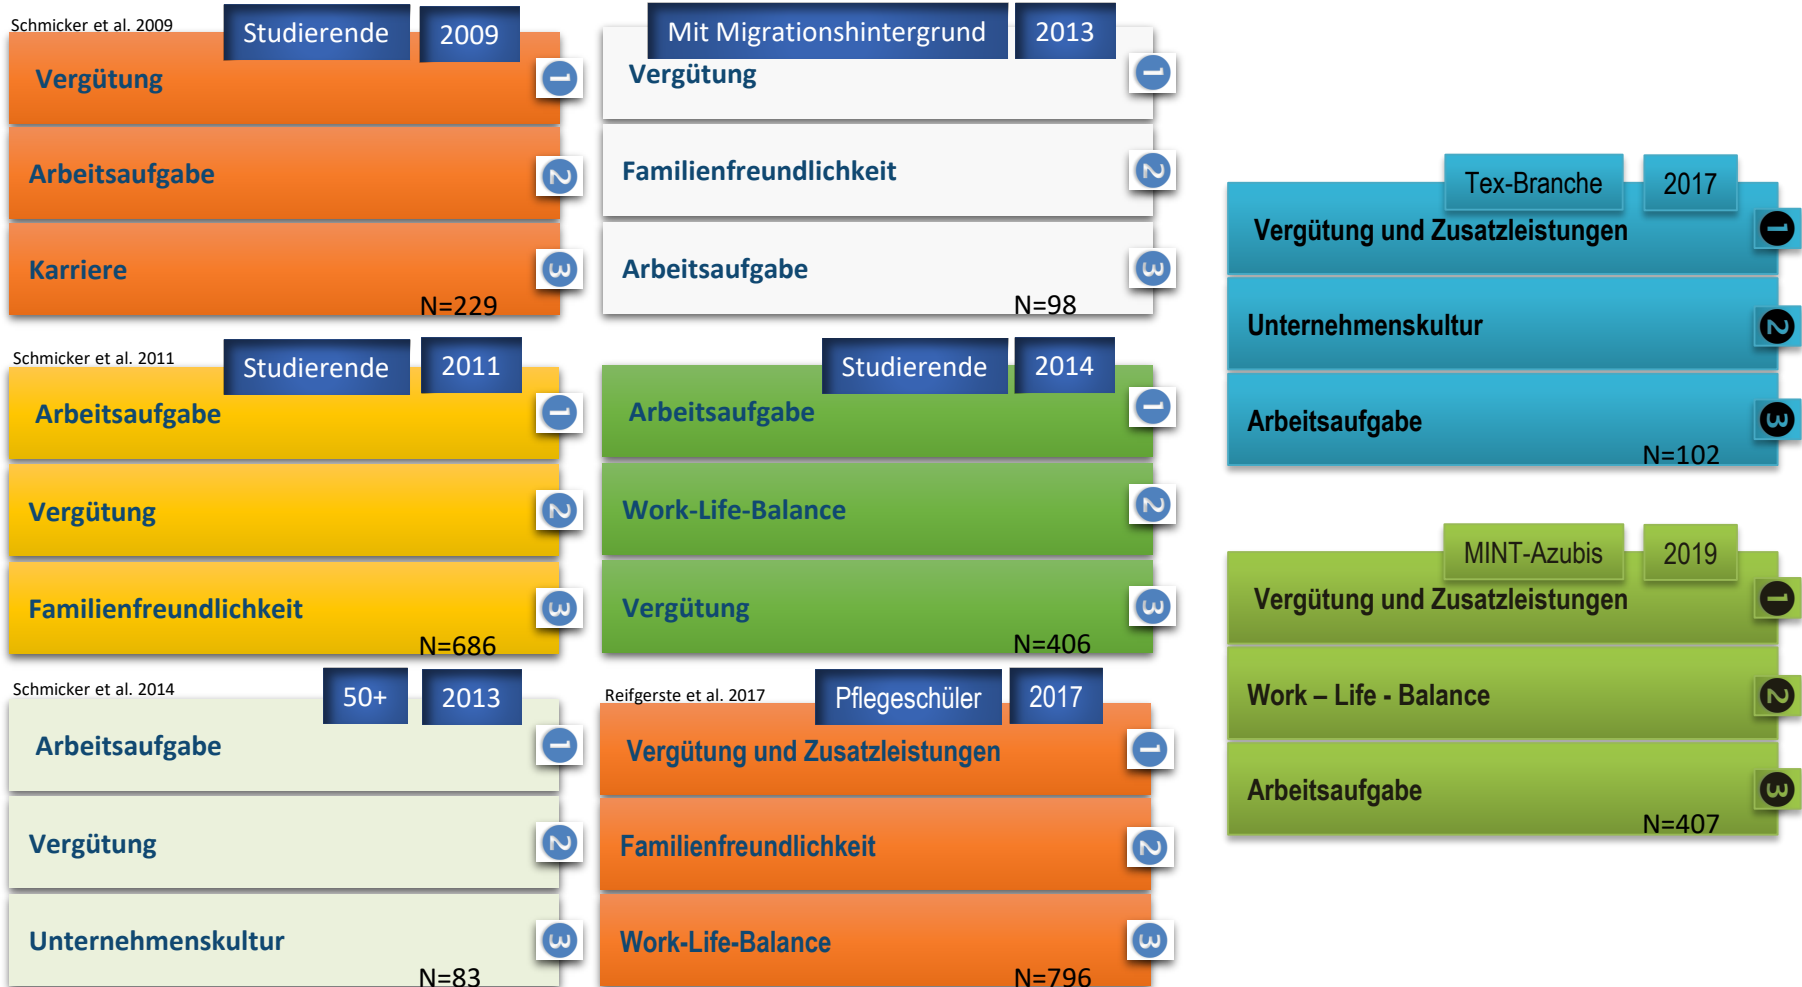 Schmicker et al. 2009
Studierende 2009
Vergütung 1
Arbeitsaufgabe 2
Karriere 3
N=229
Mit Migrationshintergrund 2013
Vergütung 1
Familienfreundlichkeit 2
Arbeitsaufgabe 3
N=98
Schmicker et al. 2011
Studierende 2011
Arbeitsaufgabe 1
Vergütung 2
Familienfreundlichkeit 3
N=686
Studierende 2014
Arbeitsaufgabe 1
Work-Life-Balance 2
Vergütung 3
N=406
Schmicker et al. 2014
50+ 2013
Arbeitsaufgabe 1
Vergütung 2
Unternehmenskultur 3
N=83
Reifgerste et al. 2017
Pflegeschüler 2017
Vergütung und Zusatzleistungen 1
Familienfreundlichkeit 2
Work-Life-Balance 3
N=796
Tex-Branche 2017
Vergütung und Zusatzleistungen 1
Unternehmenskultur 2
Arbeitsaufgabe 3
N=102
MINT-Azubis 2019
Vergütung und Zusatzleistungen 1
Work – Life - Balance 2
Arbeitsaufgabe 3
N=407